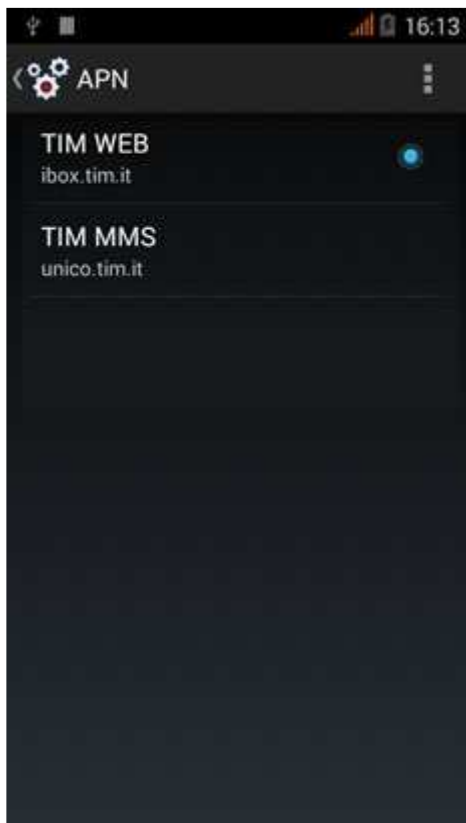 16:13
APN
TIM WEB
ibox.tim.it
TIM MMS
unico.tim.it